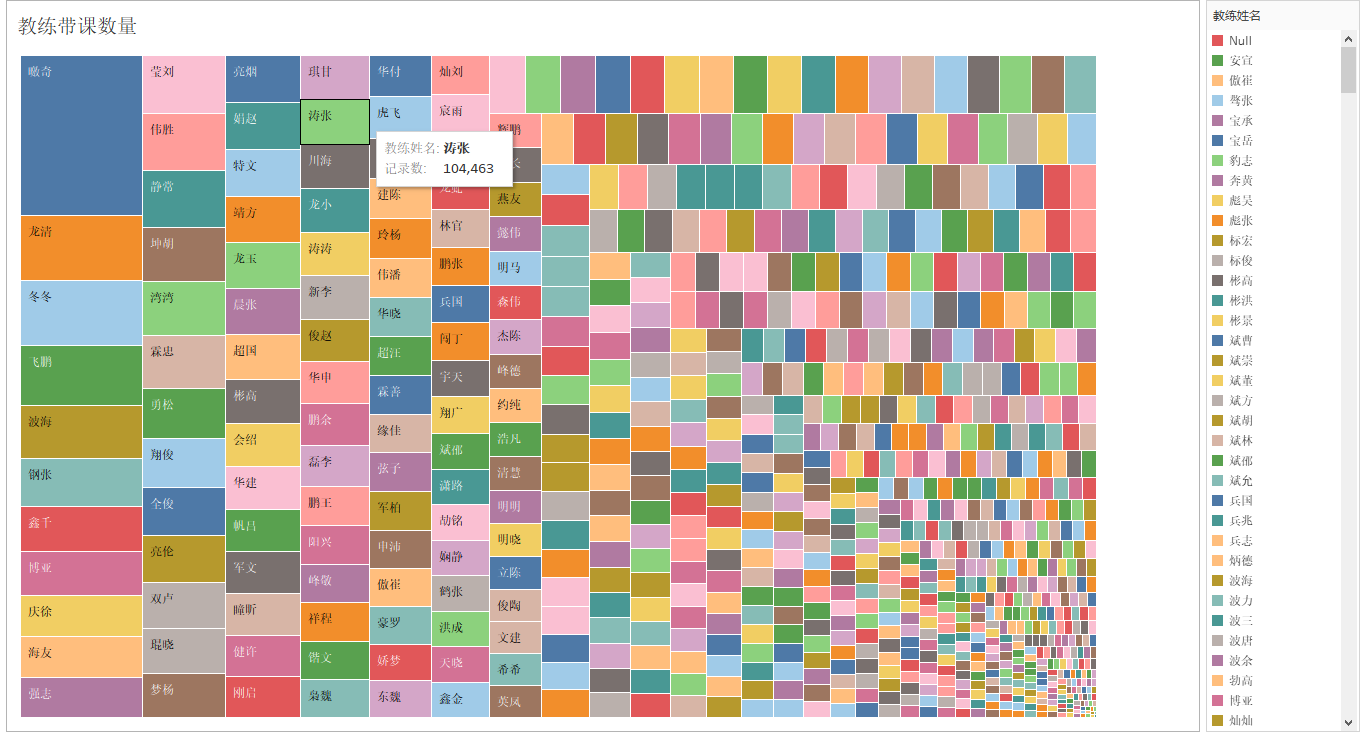 教练带课数量
嗷奇
龙清
冬冬
飞鹏
波海
钢张
鑫千
博亚
庆徐
海友
强志
莹刘
伟胜
静常
坤胡
湾湾
霖忠
勇松
翔俊
全俊
亮伦
双卢
琨晓
梦杨
亮烟
娟赵
特文
靖方
龙玉
晨张
超国
彬高
会绍
华建
帆吕
军文
瞳昕
健许
刚启
琪甘
涛张
川海
龙小
涛涛
新李
俊赵
华申
鹏余
磊李
鹏王
阳兴
峰敬
祥程
锴文
枭魏
华付
虎飞
建陈
玲杨
伟潘
华晓
超汪
霖善
缘佳
弦子
军柏
申沛
傲崔
豪罗
娇梦
东魏
灿刘
宸雨
林官
鹏张
兵国
闯丁
宇天
翔广
斌邵
潇路
劼铭
娴静
鹤张
洪成
天晓
鑫金
辉鹏
燕友
懿伟
明马
森伟
杰陈
峰德
约纯
浩凡
清慧
明明
明晓
立陈
俊陶
文建
希希
英凤
教练姓名: 涛张
记录数: 104,463
教练姓名
Null
安宣
傲崔
骜张
宝承
宝岳
豹志
奔黄
彪吴
彪张
标宏
标俊
彬高
彬洪
彬景
斌曹
斌崇
斌董
斌方
斌胡
斌林
斌邵
斌允
兵国
兵兆
兵志
炳德
波海
波力
波三
波唐
波余
勃高
博亚
灿灿